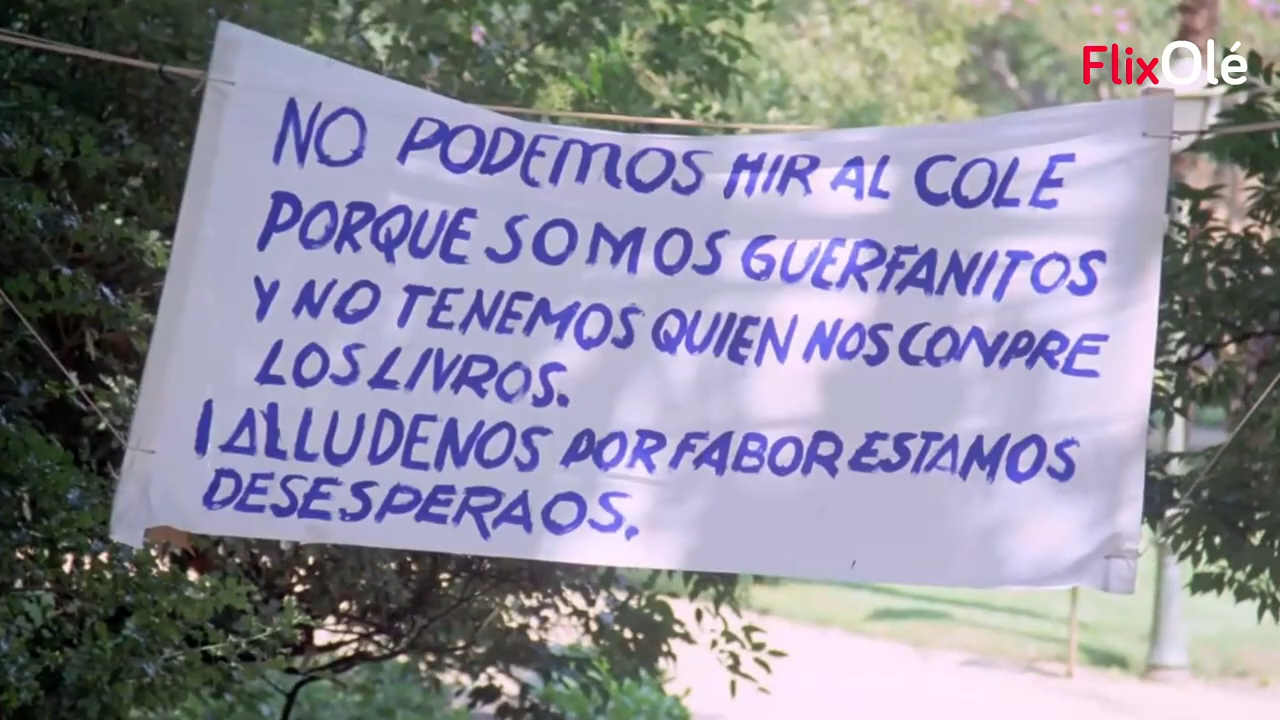 FlixOlé
NO PODEMOS HIR AL COLE
PORQUE SOMOS GUERFANITOS
Y NO TENEMOS QUIEN NOS CONPRE
LOS LIVROS.
¡ALLUDENOS POR FABOR ESTAMOS
DESESPERAOS.